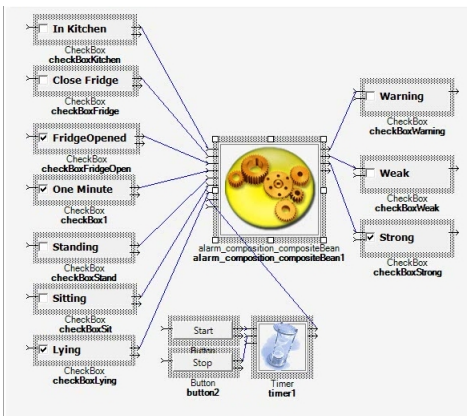 In Kitchen
CheckBox
checkBoxKitchen
Close Fridge
CheckBox
checkBoxFridge
FridgeOpened
CheckBox
checkBoxFridgeOpen
One Minute
CheckBox
checkBox1
Standing
CheckBox
checkBoxStand
Sitting
CheckBox
checkBoxSit
Lying
CheckBox
checkBoxLying
alarm_composition_compositeBean
alarm_composition_compositeBean1
Start
Button
Stop
Button
button2
Timer
timer1
Warning
CheckBox
checkBoxWarning
Weak
CheckBox
checkBoxWeak
Strong
CheckBox
checkBoxStrong